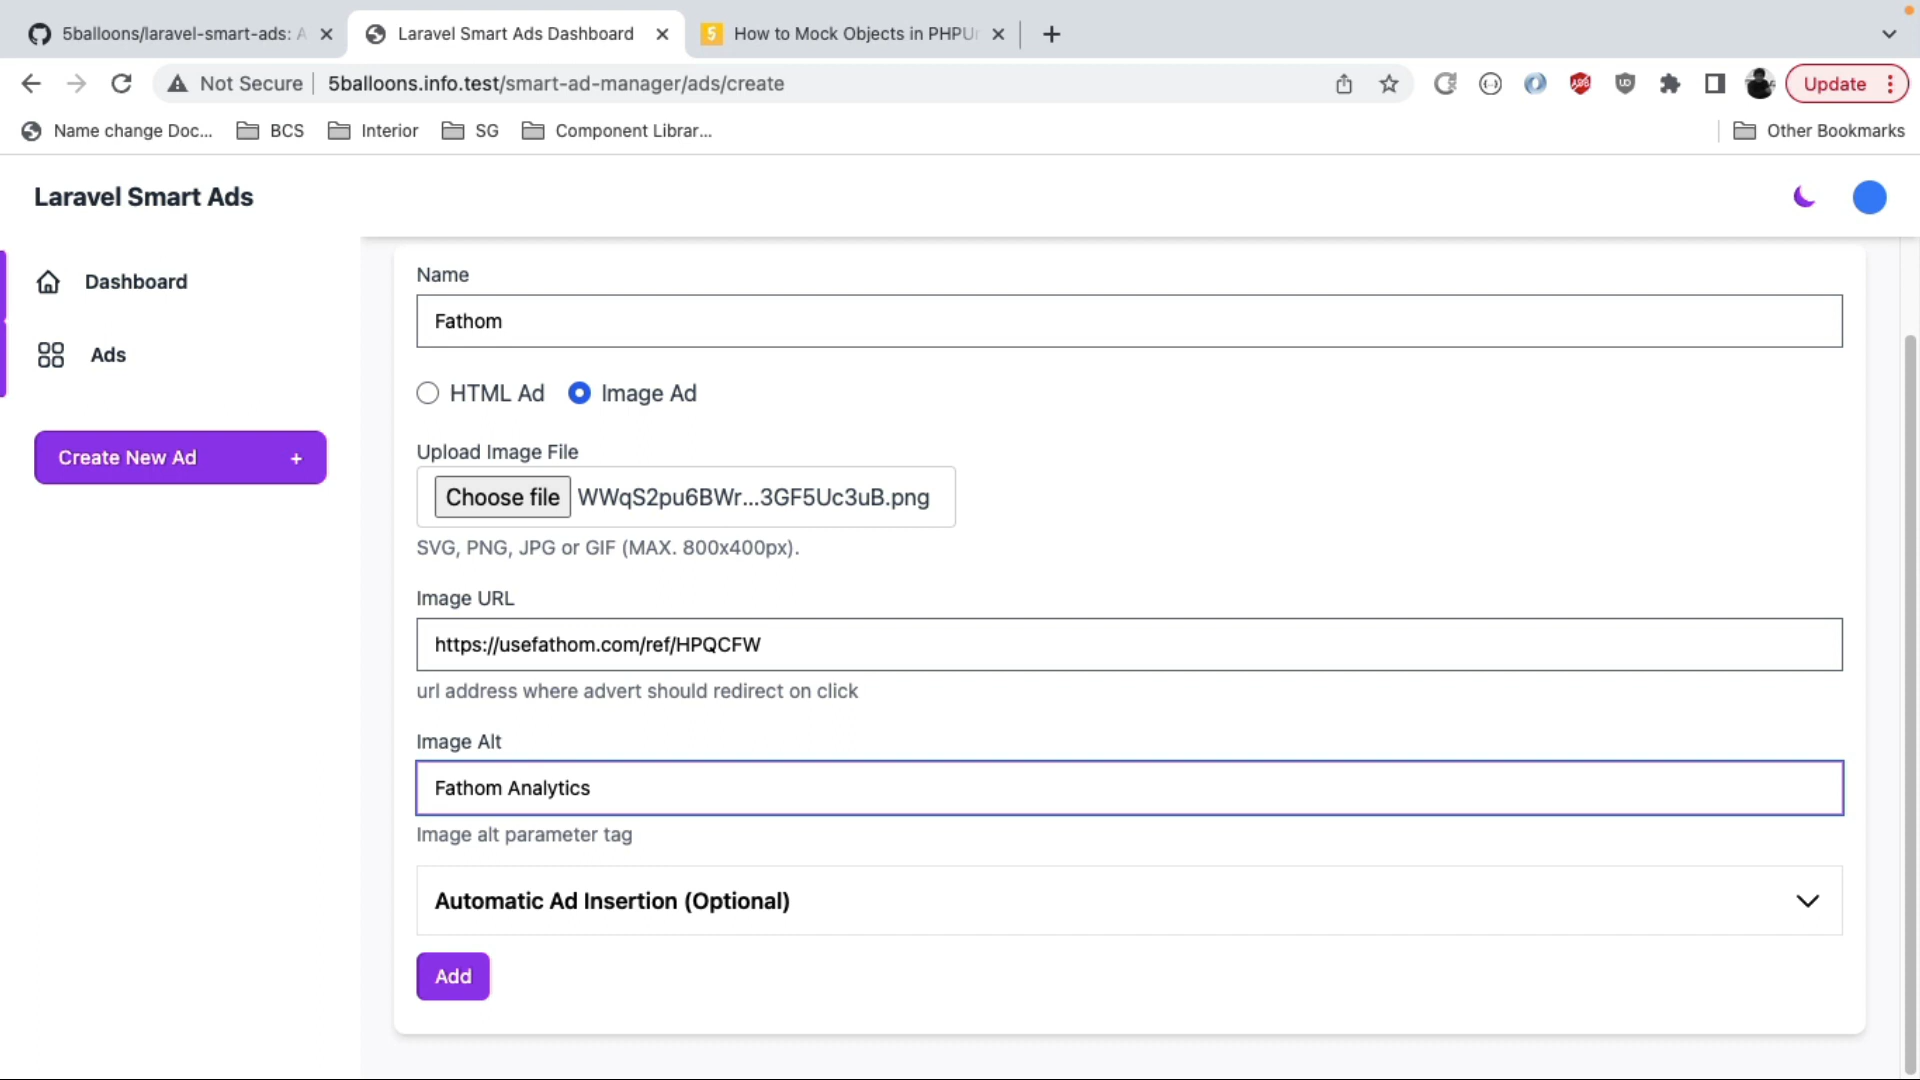 5balloons/laravel-smart-ads: A
Laravel Smart Ads Dashboard
5
How to Mock Objects in PHPUn
Not Secure
5balloons.info.test/smart-ad-manager/ads/create
Update
Name change Doc...
BCS
Interior
SG
Component Librar...
Other Bookmarks
Laravel Smart Ads
Dashboard
Ads
Create New Ad +
Name
Fathom
HTML Ad
Image Ad
Upload Image File
Choose file WWqS2pu6BWr...3GF5Uc3uB.png
SVG, PNG, JPG or GIF (MAX. 800x400px).
Image URL
https://usefathom.com/ref/HPQCFW
url address where advert should redirect on click
Image Alt
Fathom Analytics
Image alt parameter tag
Automatic Ad Insertion (Optional)
Add